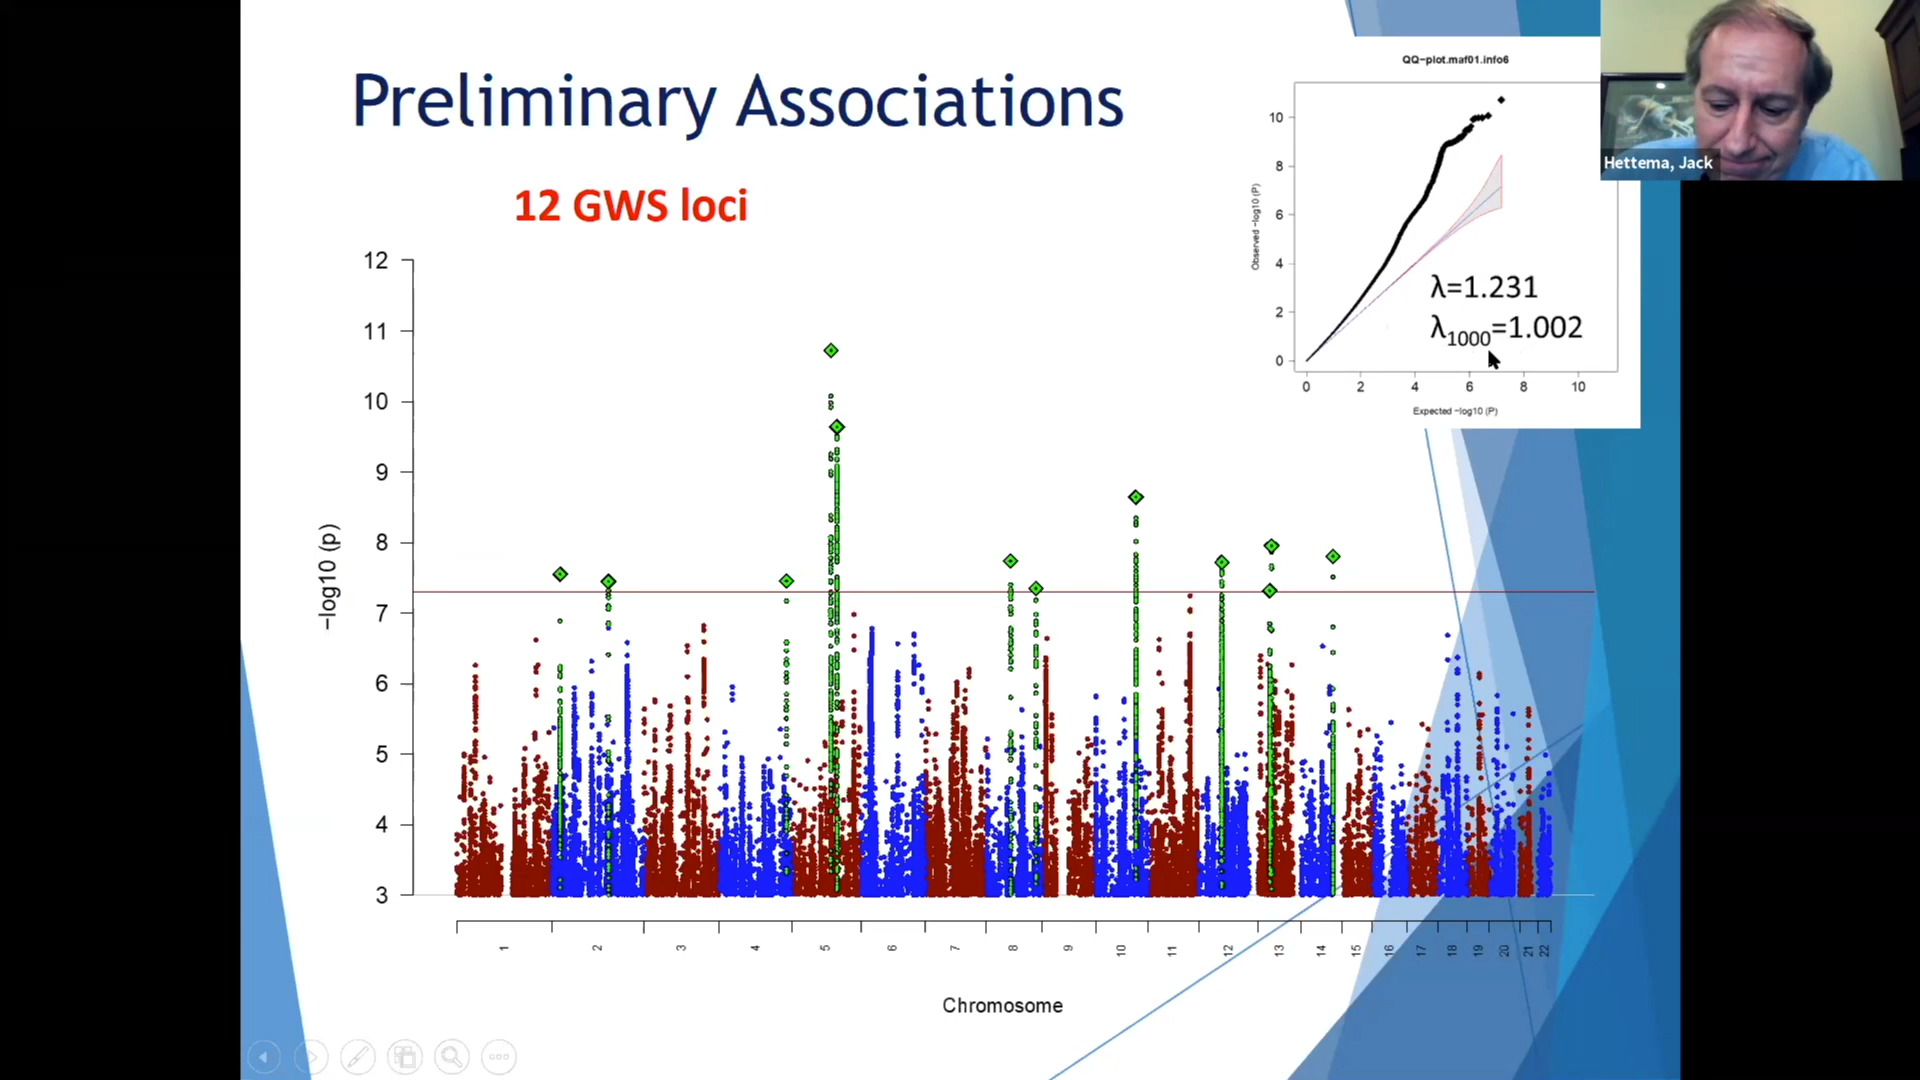 Preliminary Associations
12 GWS loci
QQ-plot.maf01.info6
Observed -log10 (P)
10
8
6
4
2
0
λ=1.231
λ1000=1.002
0 2 4 6 8 10
Expected -log10 (P)
Hettema, Jack
-log10 (p)
12
11
10
9
8
7
6
5
4
3
1 2 3 4 5 6 7 8 9 10 11 12 13 14 15 16 17 18 19 20 21 22
Chromosome